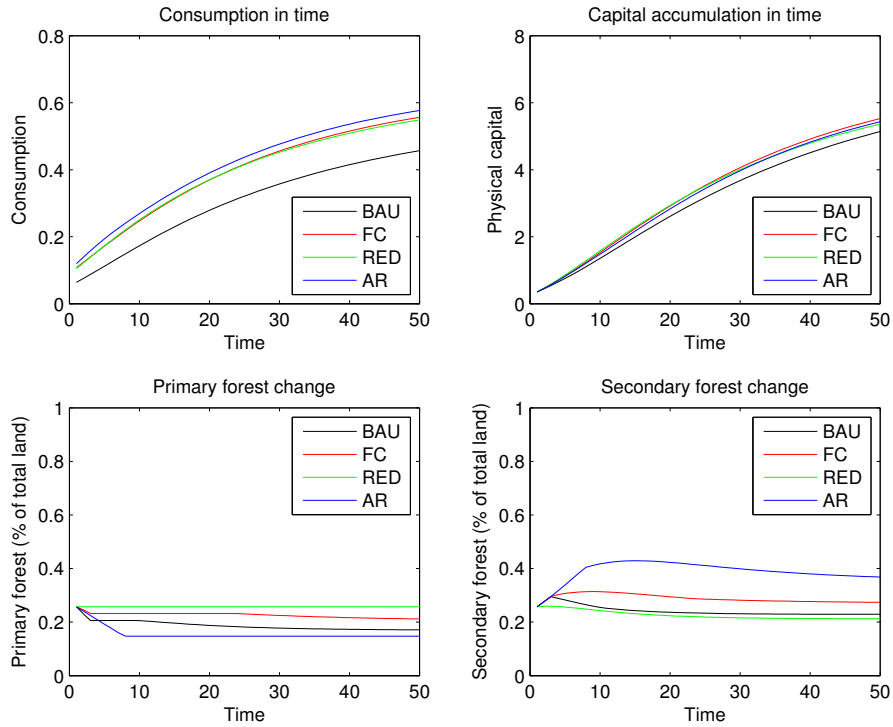 Consumption in time
0.8
0.6
0.4
0.2
0
Consumption
BAU
FC
RED
AR
0 10 20 30 40 50
Time
Capital accumulation in time
8
6
4
2
0
Physical capital
BAU
FC
RED
AR
0 10 20 30 40 50
Time
Primary forest change
1
0.8
0.6
0.4
0.2
0
Primary forest (% of total land)
BAU
FC
RED
AR
0 10 20 30 40 50
Time
Secondary forest change
1
0.8
0.6
0.4
0.2
0
Secondary forest (% of total land)
BAU
FC
RED
AR
0 10 20 30 40 50
Time